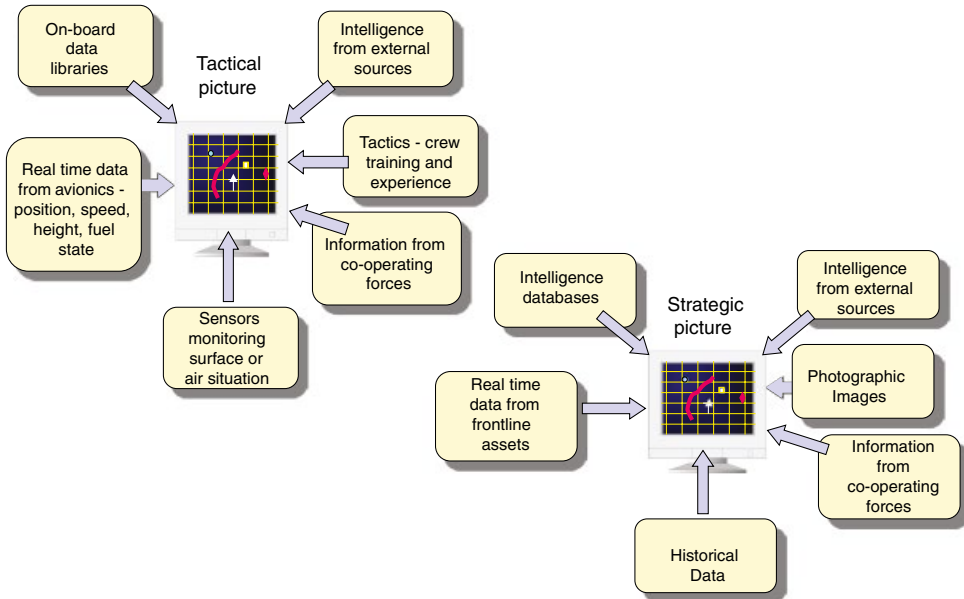 On-board
data
libraries
Tactical
picture
Intelligence
from external
sources
Real time data
from avionics -
position, speed,
height, fuel
state
Tactics - crew
training and
experience
Information from
co-operating
forces
Sensors
monitoring
surface or
air situation
Intelligence
databases
Strategic
picture
Intelligence
from external
sources
Real time
data from
frontline
assets
Photographic
Images
Information
from
co-operating
forces
Historical
Data